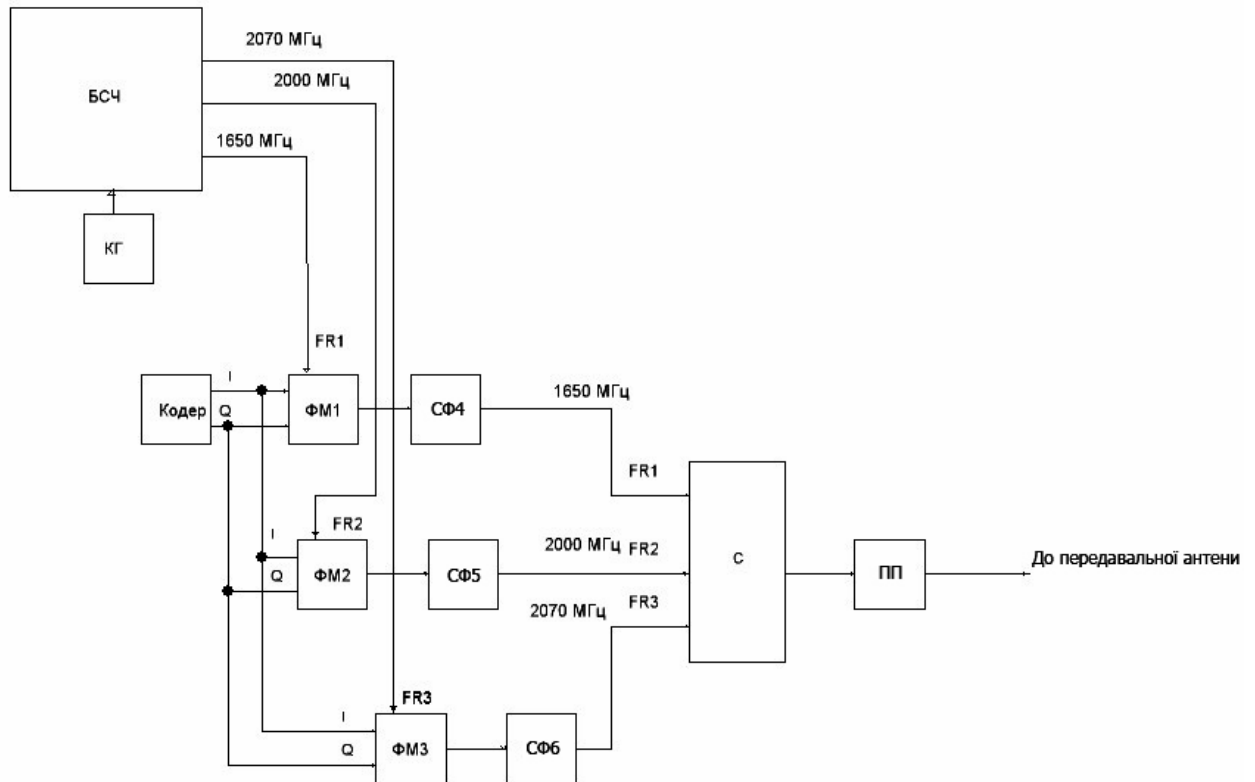 2070 МГц
2000 МГц
БСЧ
1650 МГц
КГ
FR1
I
Кодер
Q
ФМ1
СФ4
1650 МГц
FR1
FR2
I
Q
ФМ2
СФ5
2000 МГц
FR2
С
ПП
До передавальної антени
FR3
2070 МГц
FR3
I
Q
ФМ3
СФ6